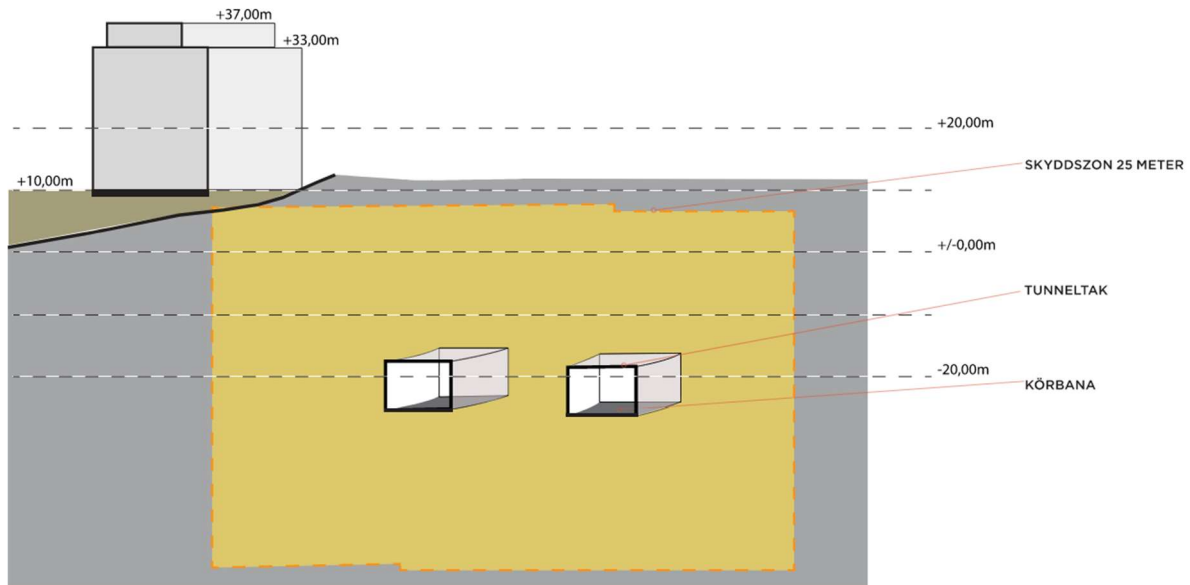 +37,00m
+33,00m
+20,00m
SKYDDSZON 25 METER
+10,00m
+/-0,00m
TUNNELTAK
-20,00m
KÖRBANA